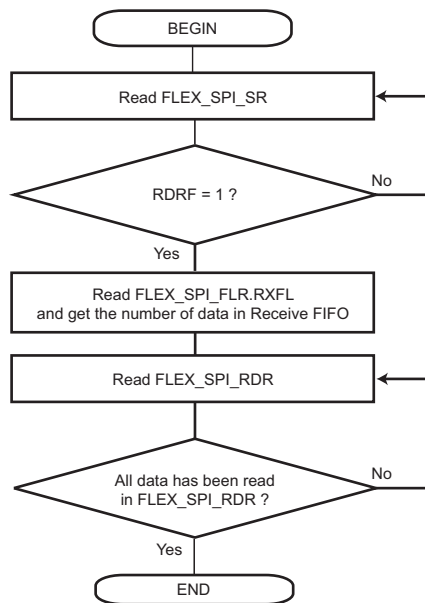 BEGIN
Read FLEX_SPI_SR
RDRF = 1 ?
No
Yes
Read FLEX_SPI_FLR.RXFL
and get the number of data in Receive FIFO
Read FLEX_SPI_RDR
All data has been read
in FLEX_SPI_RDR ?
No
Yes
END